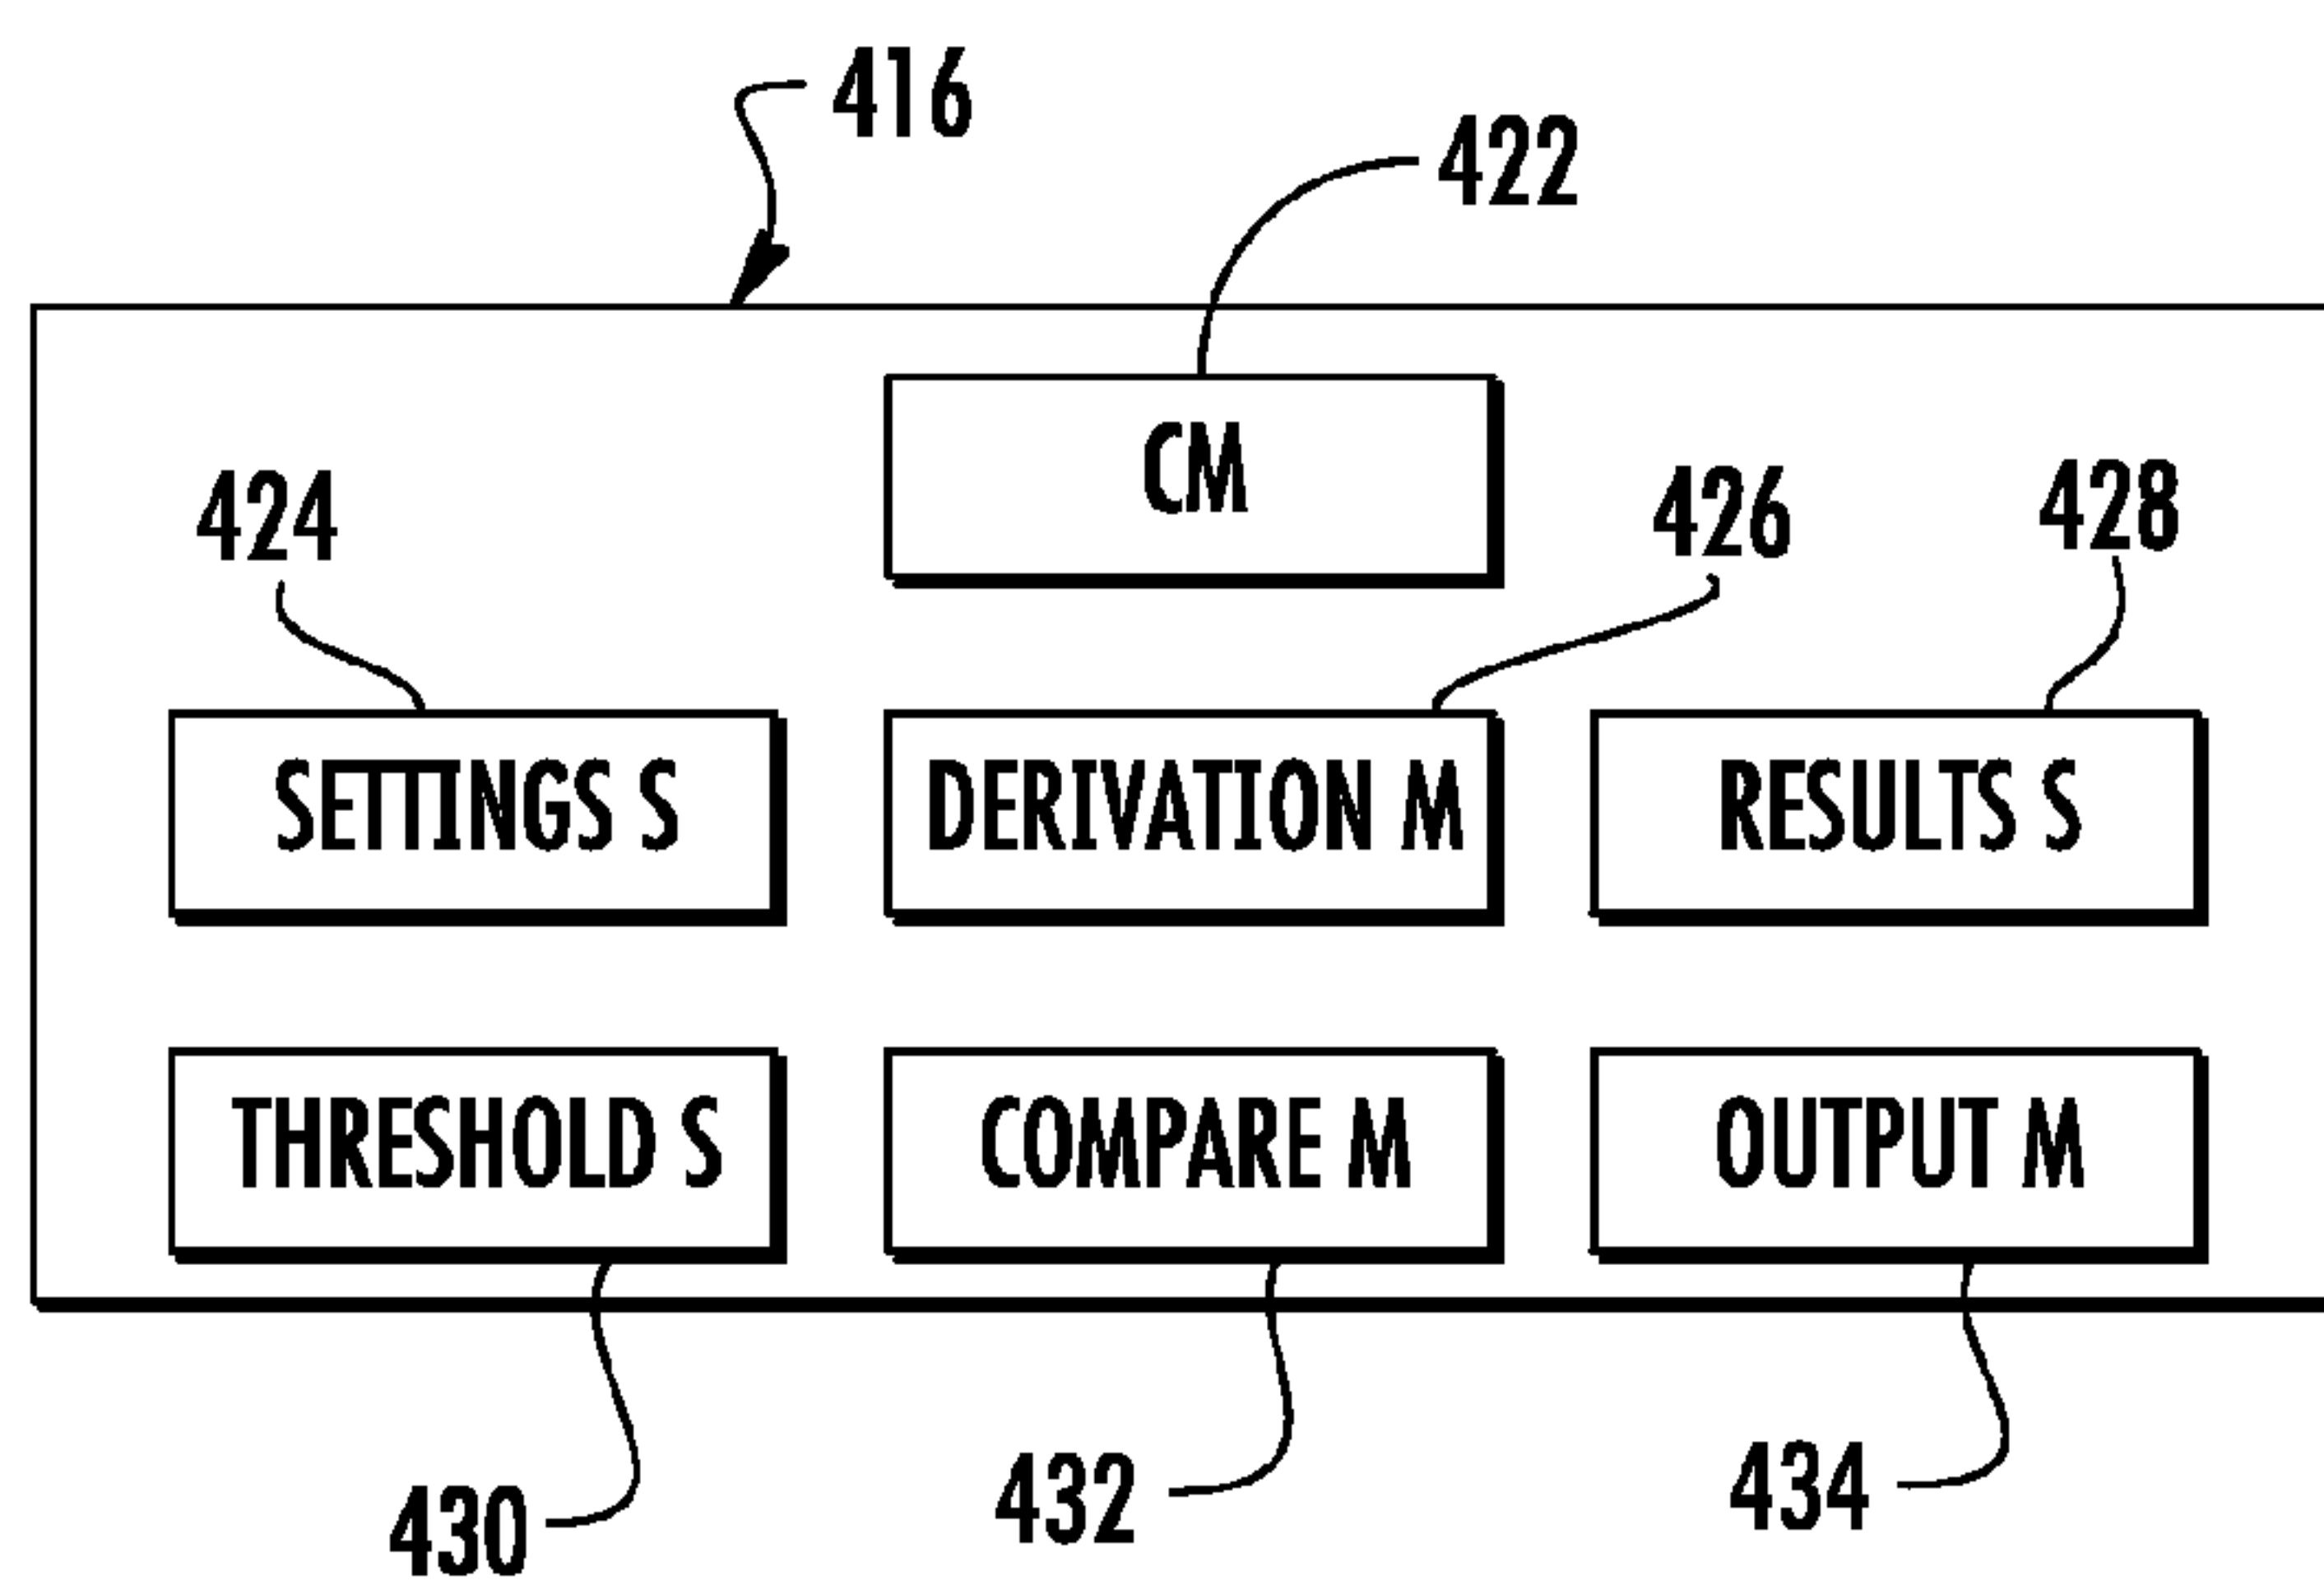 416
422
CM
424
426
428
SETTINGS S
DERIVATION M
RESULTS S
THRESHOLD S
COMPARE M
OUTPUT M
430
432
434